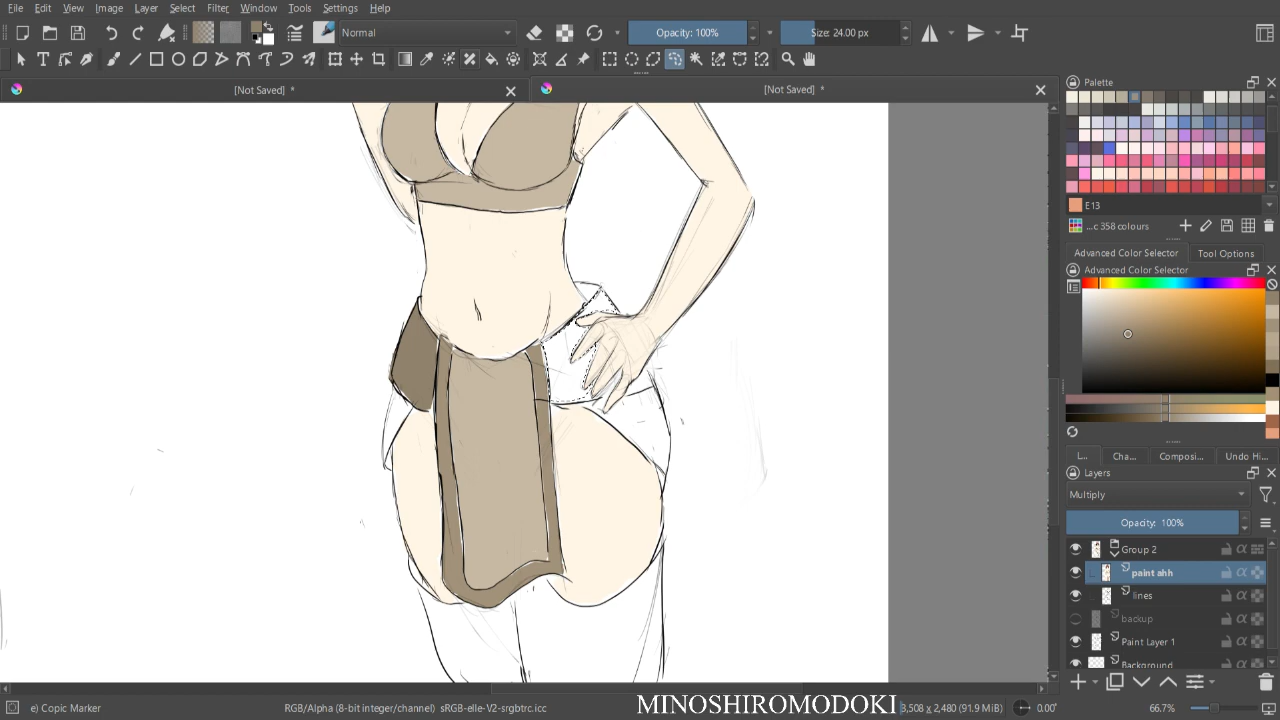 File Edit View Image Layer Select Filter Window Tools Settings Help
Normal Opacity: 100% Size: 24.00 px
[Not Saved] * [Not Saved] *
Palette
E13
...c 358 colours
Advanced Color Selector Tool Options
Advanced Color Selector
L... Cha... Composi... Undo Hi...
Layers
Multiply
Opacity: 100%
Group 2
paint ahh
lines
backup
Paint Layer 1
Background
e) Copic Marker RGB/Alpha (8-bit integer/channel) sRGB-elle-V2-srgbtrc.icc MINOSHIROMODOKI 3,508 x 2,480 (91.9 MiB) 0.00° 66.7%